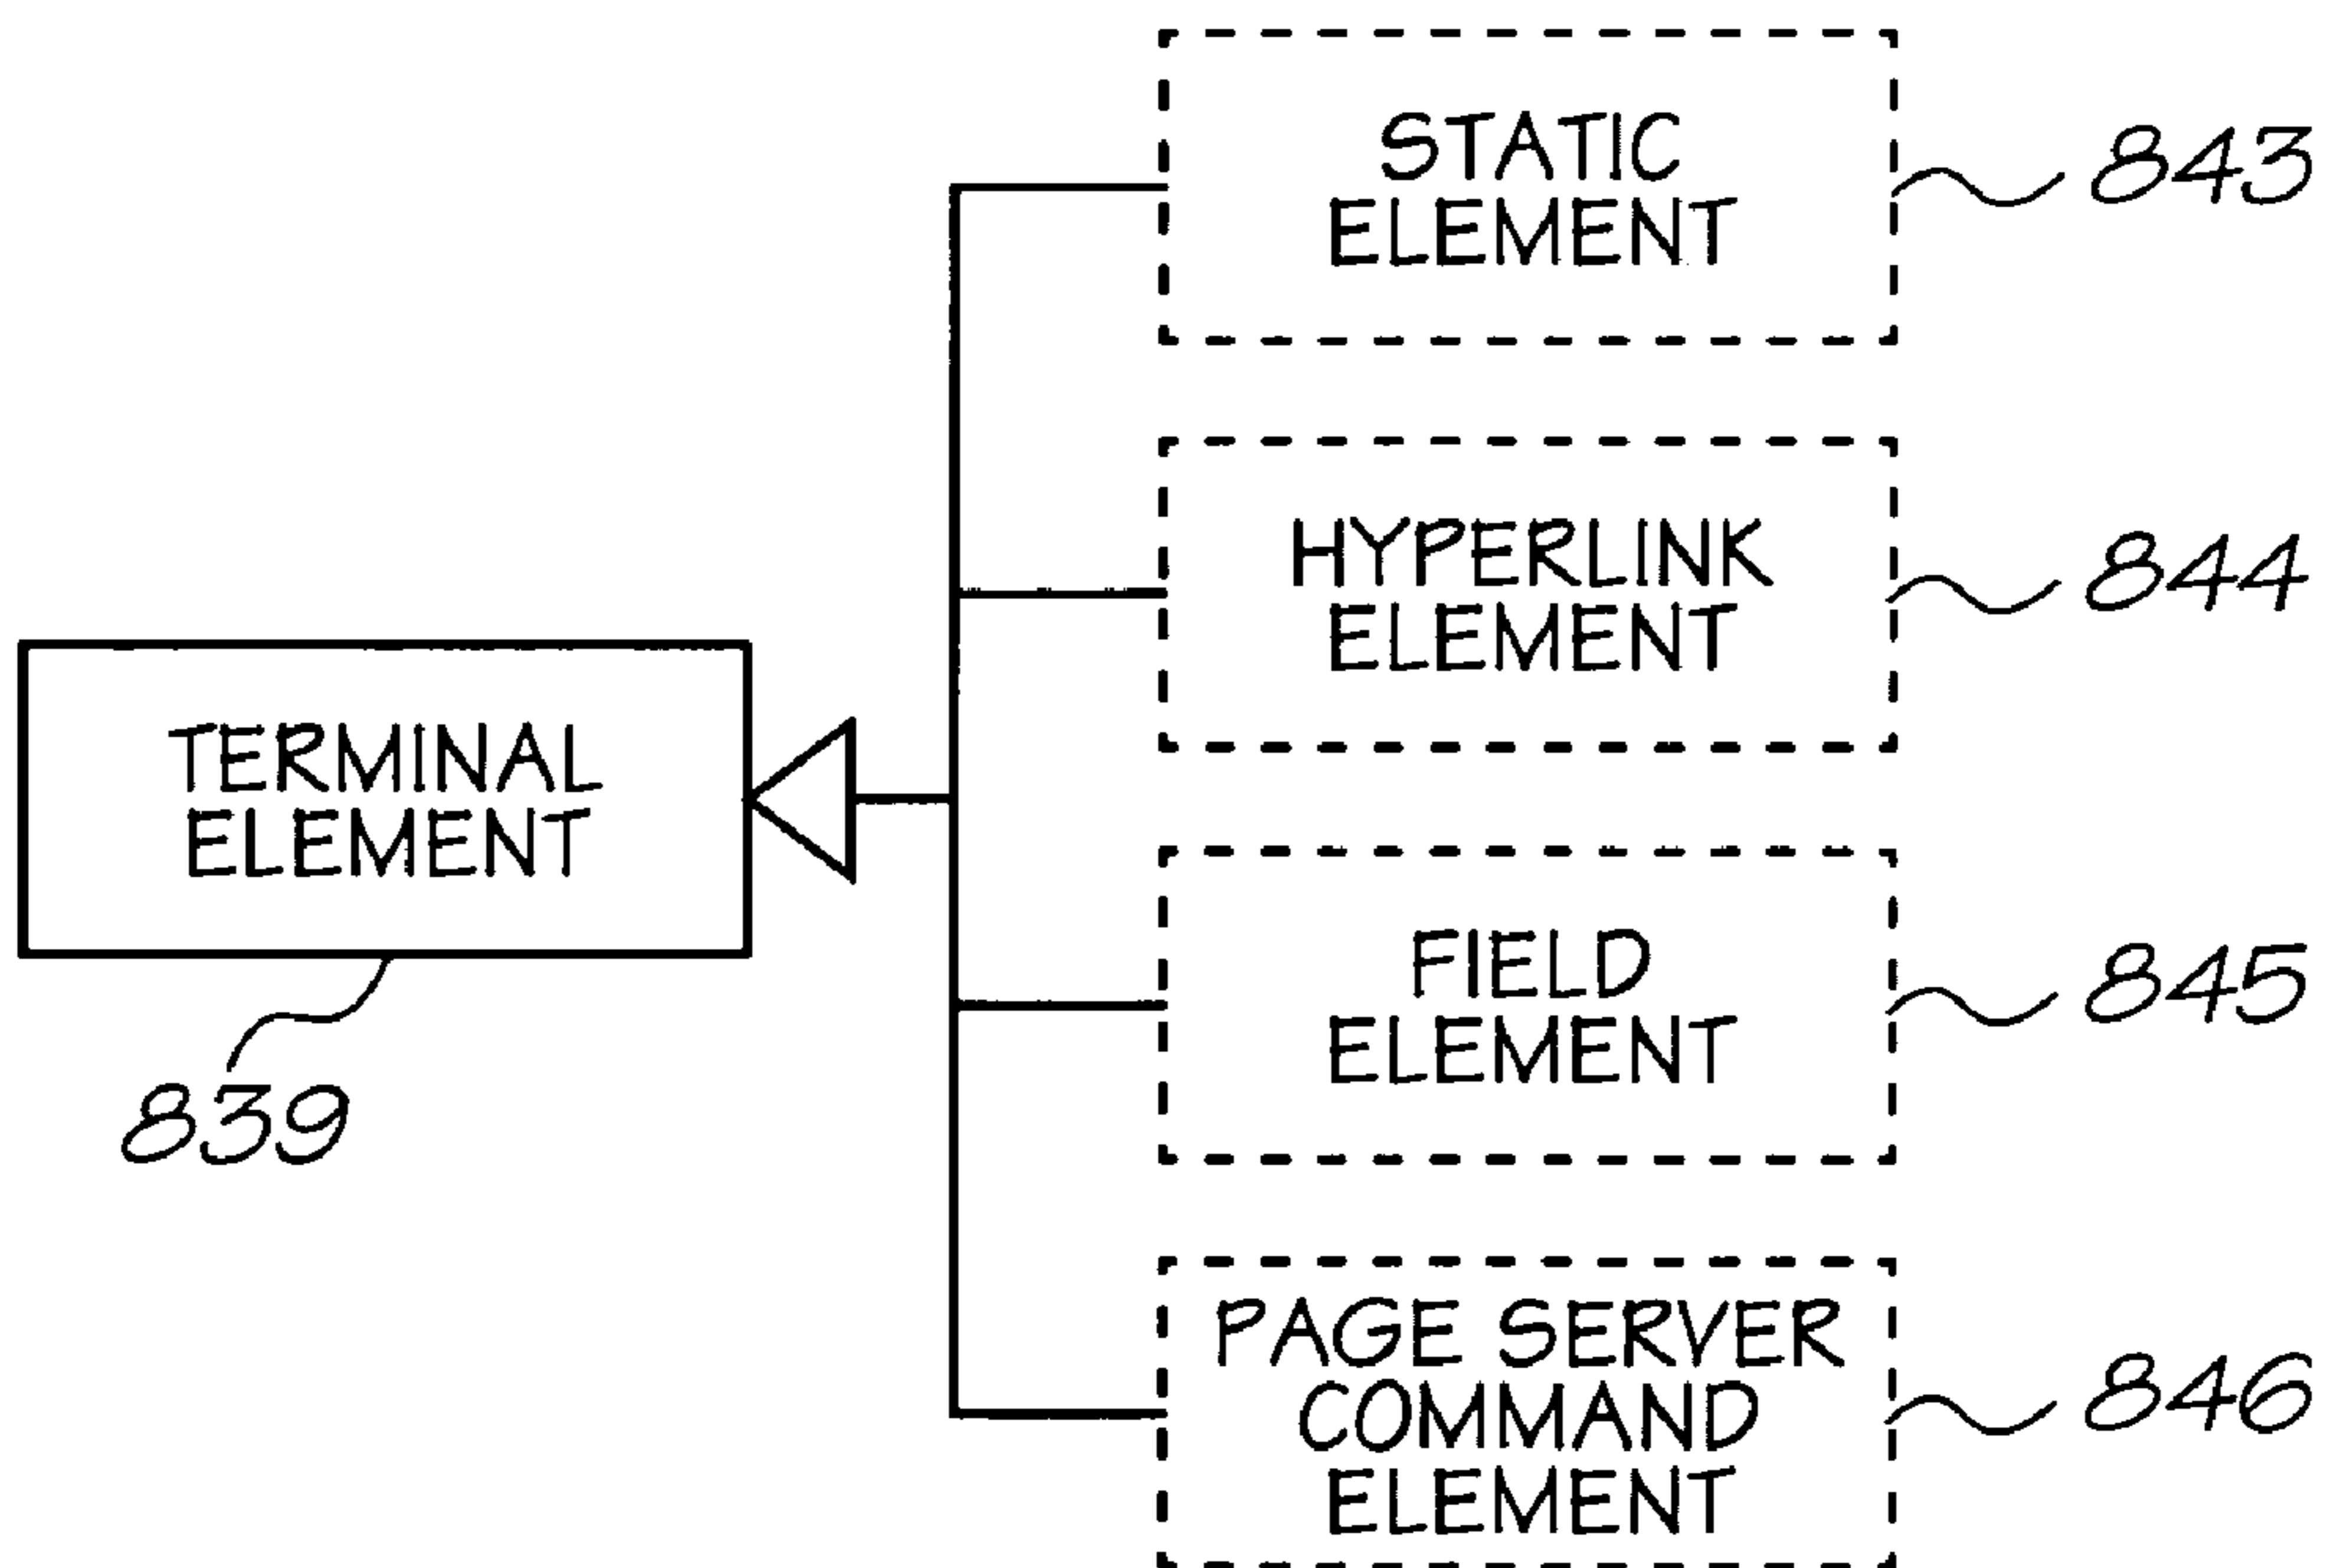 STATIC
ELEMENT
843
HYPERLINK
ELEMENT
844
TERMINAL
ELEMENT
839
FIELD
ELEMENT
845
PAGE SERVER
COMMAND
ELEMENT
846